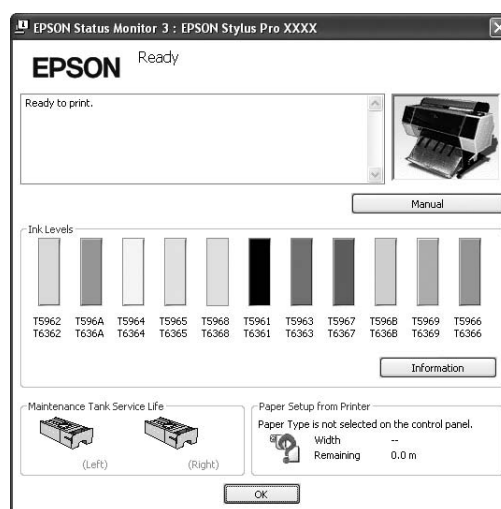 EPSON Status Monitor 3 : EPSON Stylus Pro XXXX
EPSON
Ready
Ready to print.
Manual
Ink Levels
T5962 T596A T5964 T5965 T5968 T5961 T5963 T5967 T596B T5969 T5966
T6362 T636A T6364 T6365 T6368 T6361 T6363 T6367 T636B T6369 T6366
Information
Maintenance Tank Service Life
(Left) (Right)
Paper Setup from Printer
Paper Type is not selected on the control panel.
Width --
Remaining 0.0 m
OK